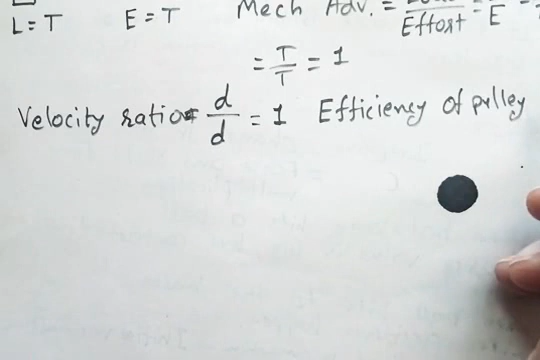 L = T E = T Mech Adv. = Effort = E =
= T/T = 1
Velocity ratio = d/d = 1 Efficiency of pulley